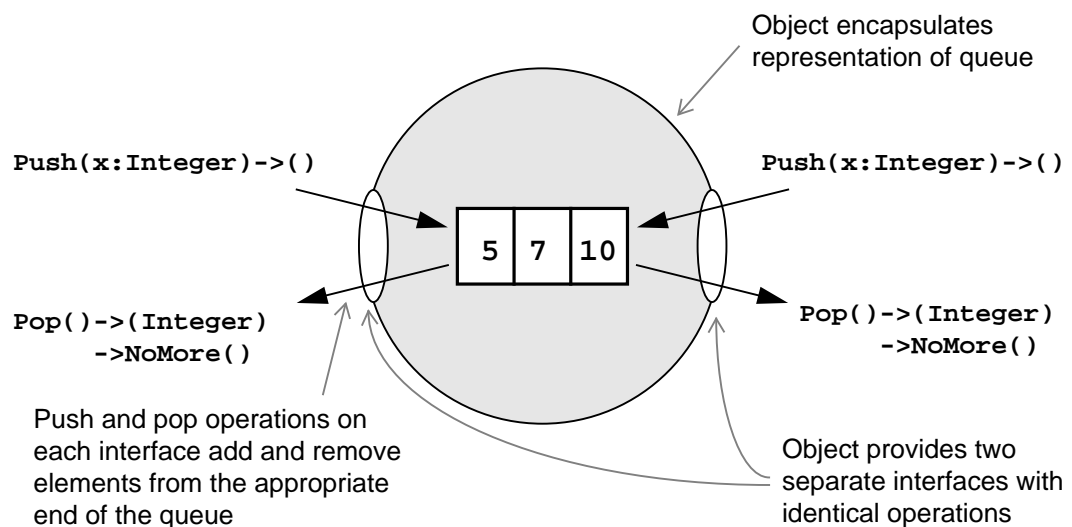 Object encapsulates
representation of queue
Push(x:Integer)->()
Push(x:Integer)->()
5 7 10
Pop()->(Integer)
->NoMore()
Pop()->(Integer)
->NoMore()
Push and pop operations on
each interface add and remove
elements from the appropriate
end of the queue
Object provides two
separate interfaces with
identical operations